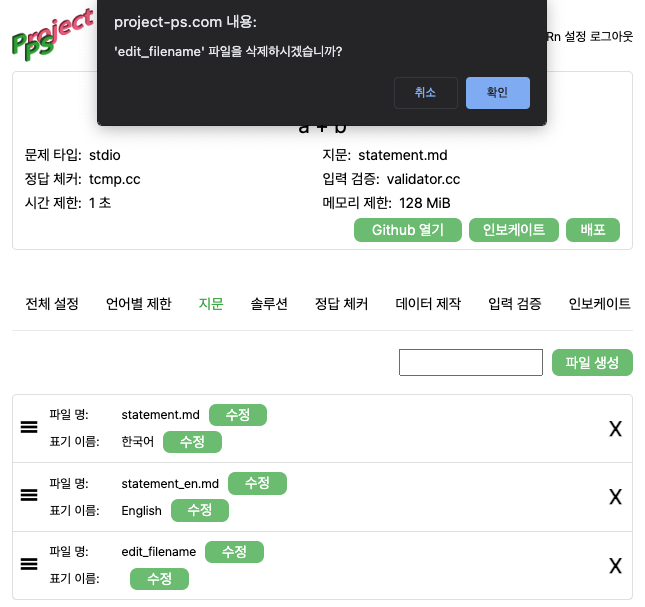 Project PPS
project-ps.com 내용:
'edit_filename' 파일을 삭제하시겠습니까?
취소 확인
Rn 설정 로그아웃
a + b
문제 타입: stdio 지문: statement.md
정답 체커: tcmp.cc 입력 검증: validator.cc
시간 제한: 1 초 메모리 제한: 128 MiB
Github 열기 인보케이트 배포
전체 설정 언어별 제한 지문 솔루션 정답 체커 데이터 제작 입력 검증 인보케이트
파일 생성
파일 명: statement.md 수정
X
표기 이름: 한국어 수정
파일 명: statement_en.md 수정
X
표기 이름: English 수정
파일 명: edit_filename 수정
X
표기 이름: 수정